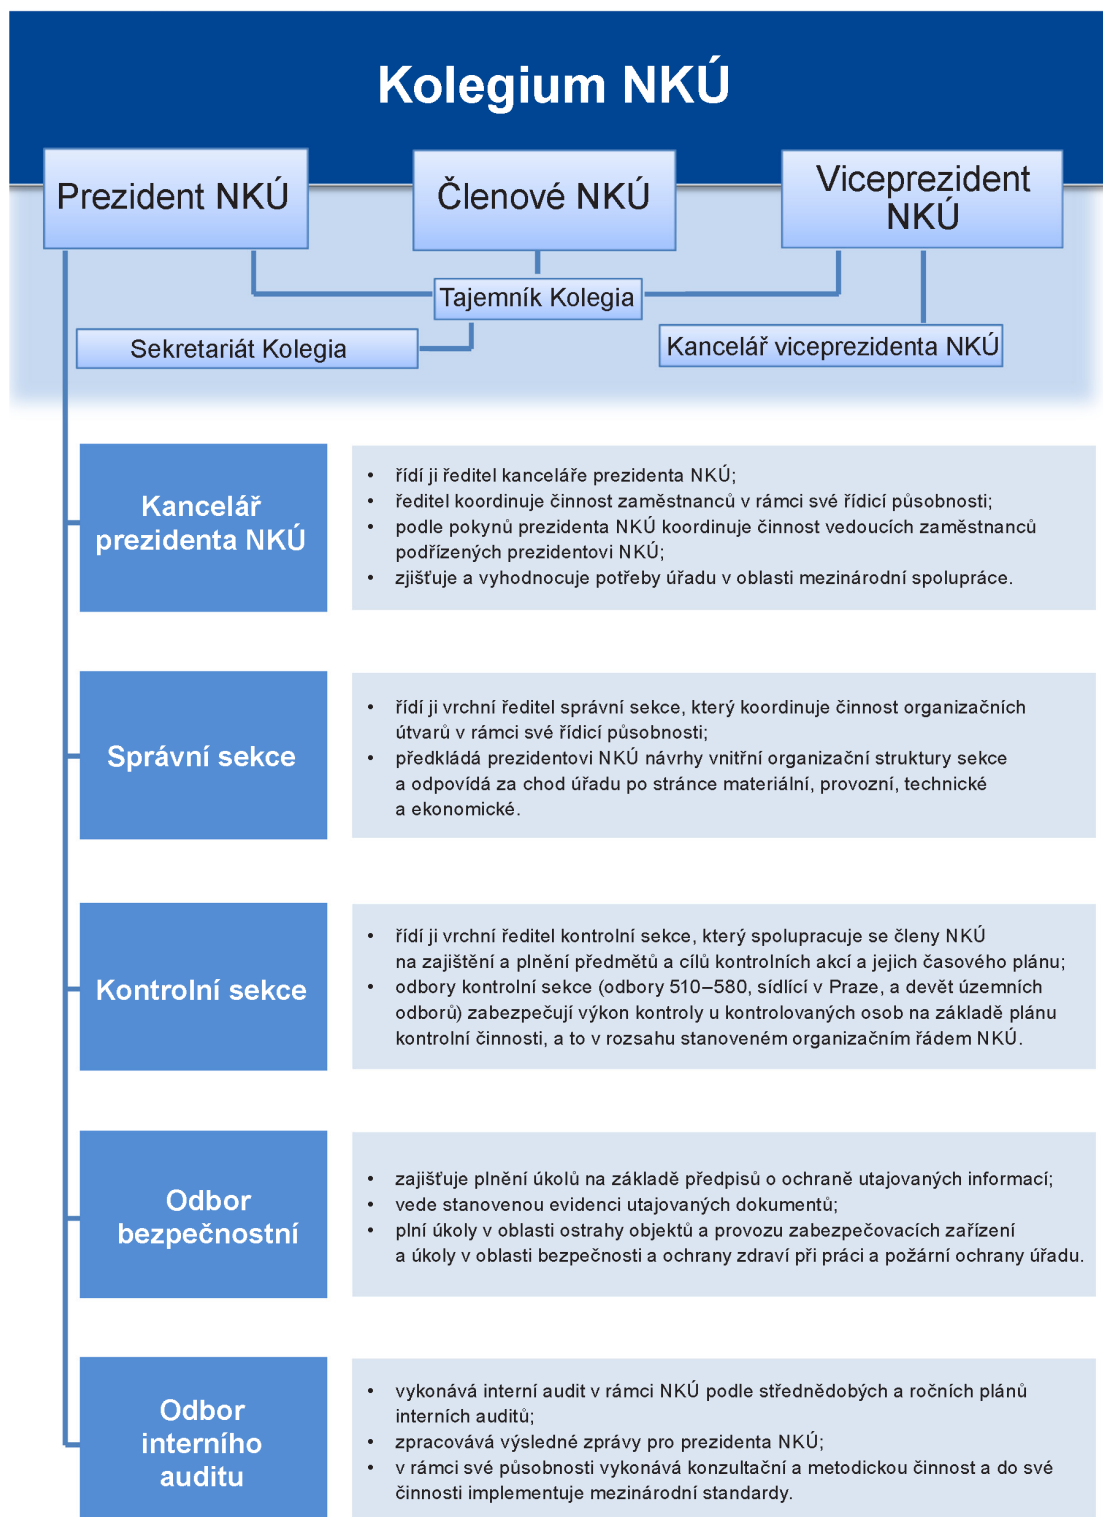 Kolegium NKÚ
Prezident NKÚ
Členové NKÚ
Viceprezident
NKÚ
Tajemník Kolegia
Sekretariát Kolegia
Kancelář viceprezidenta NKÚ
Kancelář
prezidenta NKÚ
• řídí ji ředitel kanceláře prezidenta NKÚ;
• ředitel koordinuje činnost zaměstnanců v rámci své řídicí působnosti;
• podle pokynů prezidenta NKÚ koordinuje činnost vedoucích zaměstnanců
podřízených prezidentovi NKÚ;
• zjišťuje a vyhodnocuje potřeby úřadu v oblasti mezinárodní spolupráce.
Správní sekce
• řídí ji vrchní ředitel správní sekce, který koordinuje činnost organizačních
útvarů v rámci své řídicí působnosti;
• předkládá prezidentovi NKÚ návrhy vnitřní organizační struktury sekce
a odpovídá za chod úřadu po stránce materiální, provozní, technické
a ekonomické.
Kontrolní sekce
• řídí ji vrchní ředitel kontrolní sekce, který spolupracuje se členy NKÚ
na zajištění a plnění předmětů a cílů kontrolních akcí a jejich časového plánu;
• odbory kontrolní sekce (odbory 510–580, sídlící v Praze, a devět územních
odborů) zabezpečují výkon kontroly u kontrolovaných osob na základě plánu
kontrolní činnosti, a to v rozsahu stanoveném organizačním řádem NKÚ.
Odbor
bezpečnostní
• zajišťuje plnění úkolů na základě předpisů o ochraně utajovaných informací;
• vede stanovenou evidenci utajovaných dokumentů;
• plní úkoly v oblasti ostrahy objektů a provozu zabezpečovacích zařízení
a úkoly v oblasti bezpečnosti a ochrany zdraví při práci a požární ochrany úřadu.
Odbor
interního
auditu
• vykonává interní audit v rámci NKÚ podle střednědobých a ročních plánů
interních auditů;
• zpracovává výsledné zprávy pro prezidenta NKÚ;
• v rámci své působnosti vykonává konzultační a metodickou činnost a do své
činnosti implementuje mezinárodní standardy.